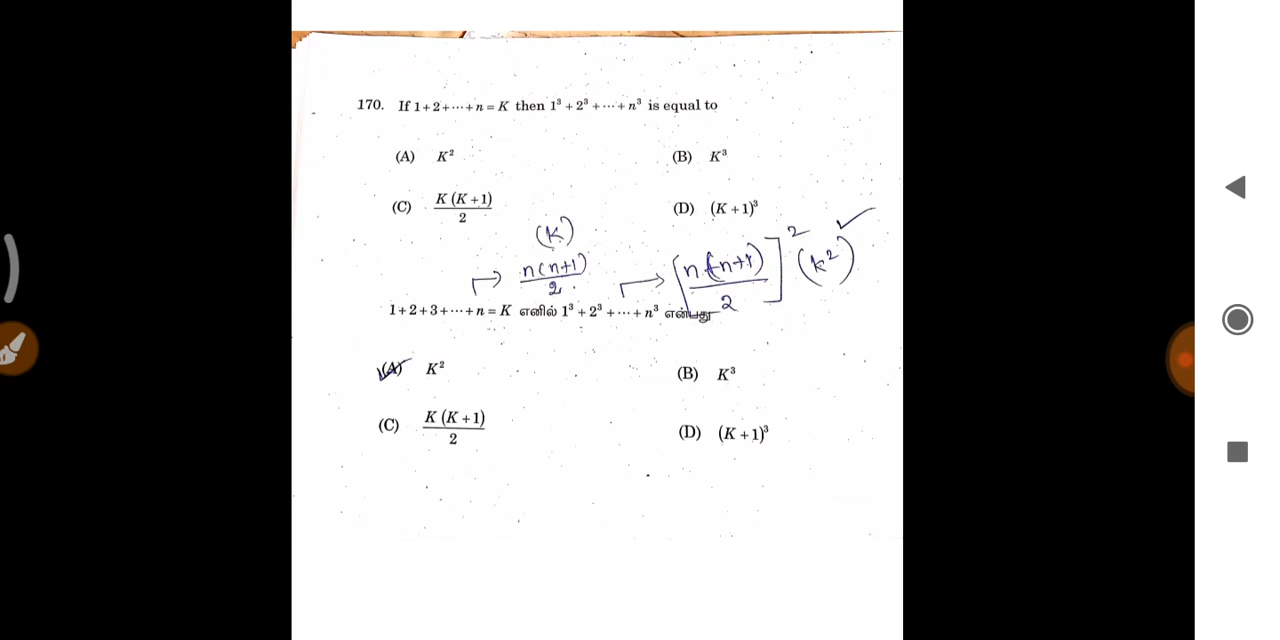 170. If 1+2+⋯+n = K then 1³ + 2³ + ⋯ + n³ is equal to
(A) K² (B) K³
(C) K (K+1)/2 (D) (K+1)³
(K)
n(n+1)/2 [n(n+1)/2]² (k²)
1+2+3+⋯+n = K எனில் 1³ + 2³ + ⋯ + n³ என்பது
(A) K² (B) K³
(C) K (K+1)/2 (D) (K+1)³